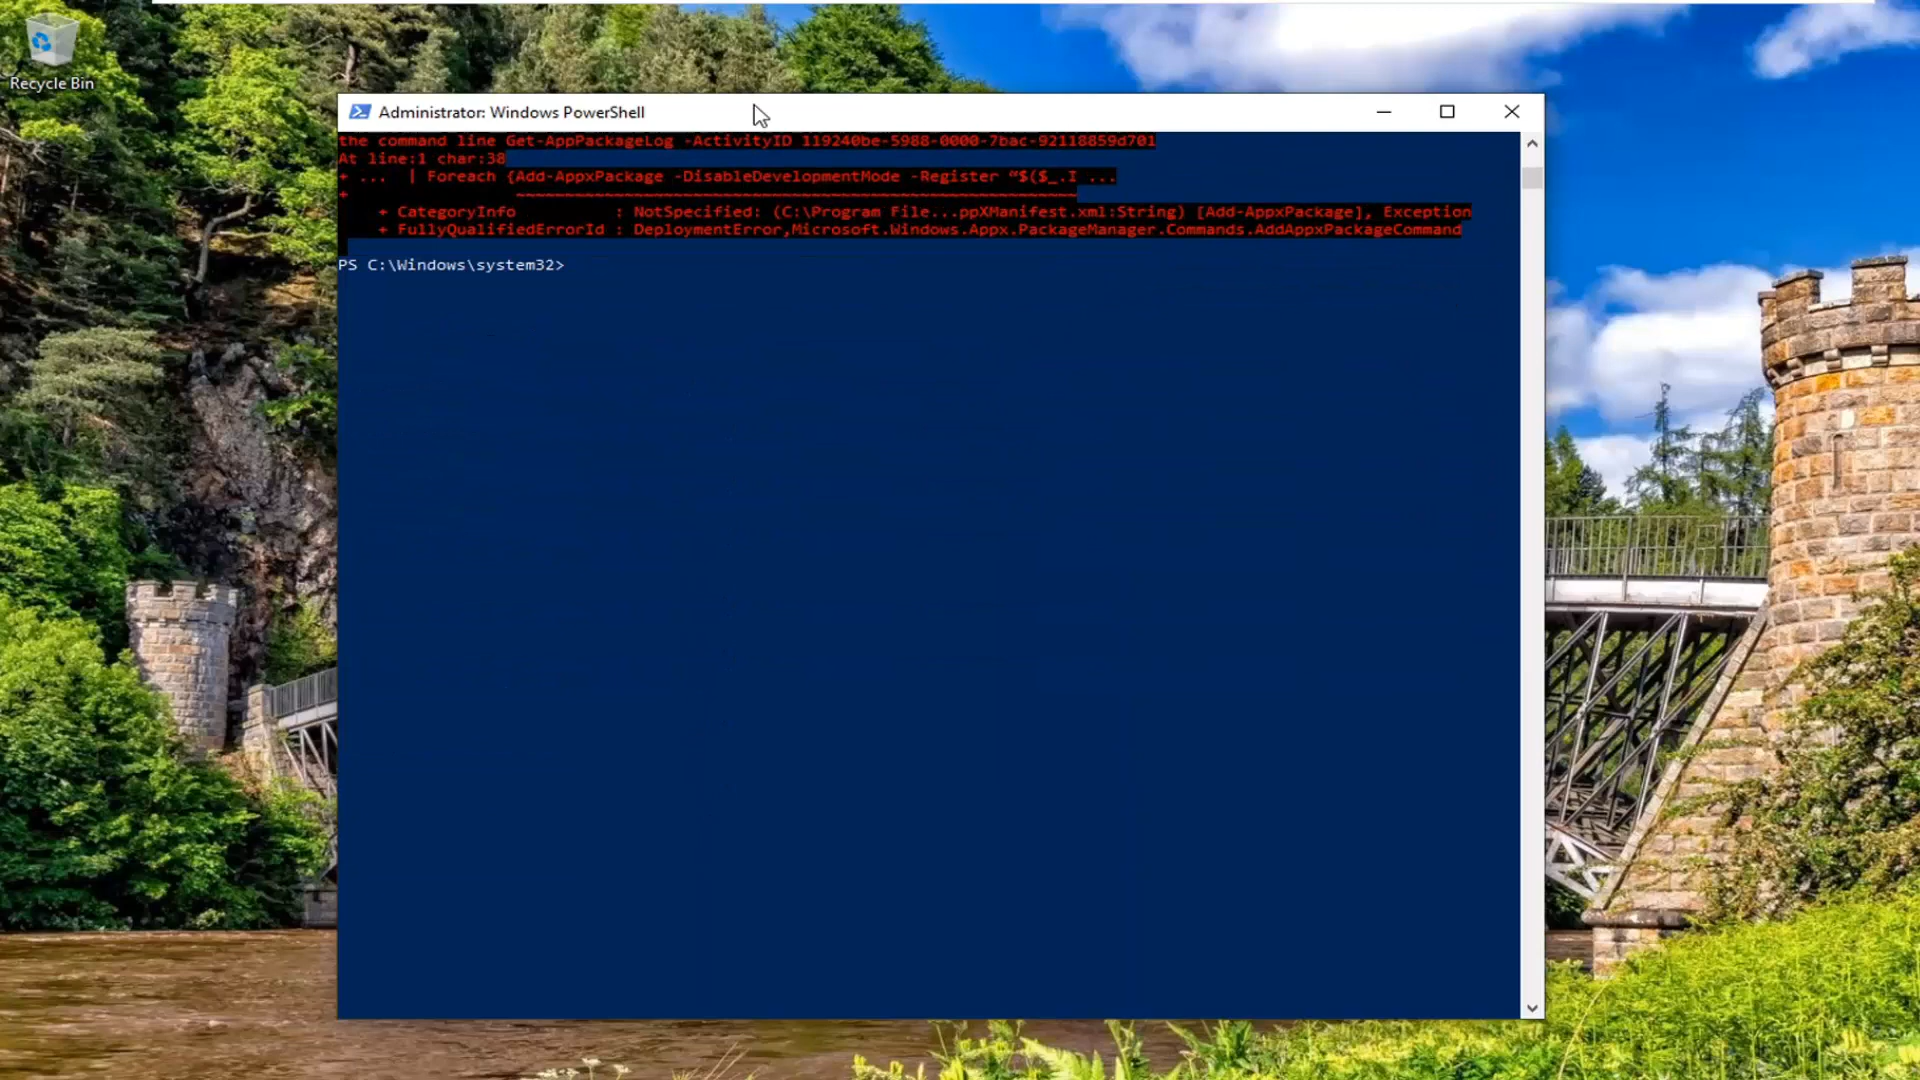 Recycle Bin
Administrator: Windows PowerShell
the command line Get-AppPackageLog -ActivityID 119240be-5988-0000-7bac-92118859d701
At line:1 char:38
+ ...  | Foreach {Add-AppxPackage -DisableDevelopmentMode -Register “$($_.I ...
+                 ~~~~~~~~~~~~~~~~~~~~~~~~~~~~~~~~~~~~~~~~~~~~~~~~~~~~~~~~~
    + CategoryInfo          : NotSpecified: (C:\Program File...ppXManifest.xml:String) [Add-AppxPackage], Exception
    + FullyQualifiedErrorId : DeploymentError,Microsoft.Windows.Appx.PackageManager.Commands.AddAppxPackageCommand
PS C:\Windows\system32>